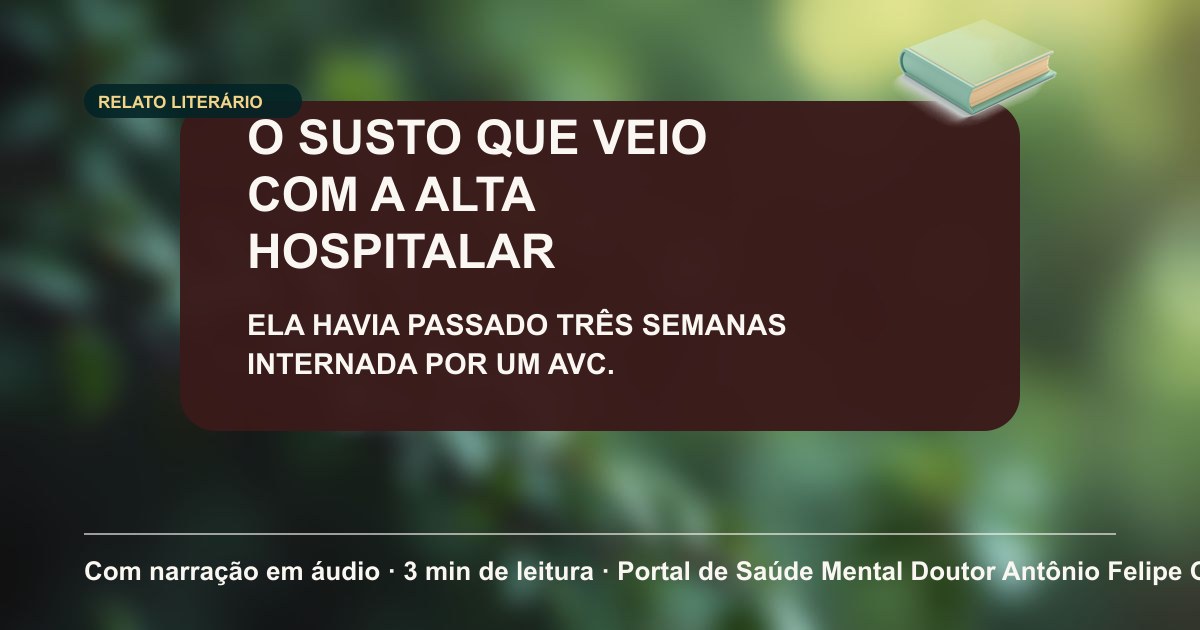 RELATO LITERÁRIO
O SUSTO QUE VEIO
COM A ALTA
HOSPITALAR
ELA HAVIA PASSADO TRÊS SEMANAS
INTERNADA POR UM AVC.
Com narração em áudio · 3 min de leitura · Portal de Saúde Mental Doutor Antônio Felipe